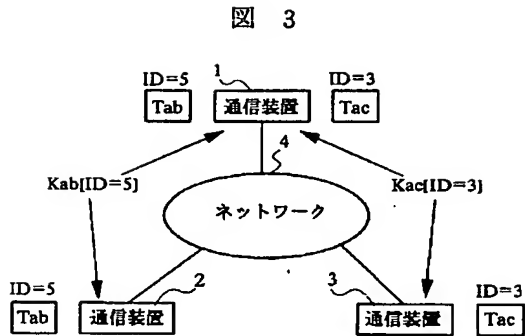 図 3
ID=5 1 ID=3
Tab 通信装置 Tac
4
Kab[ID=5] Kac[ID=3]
ネットワーク
ID=5 2 3 ID=3
Tab 通信装置 通信装置 Tac